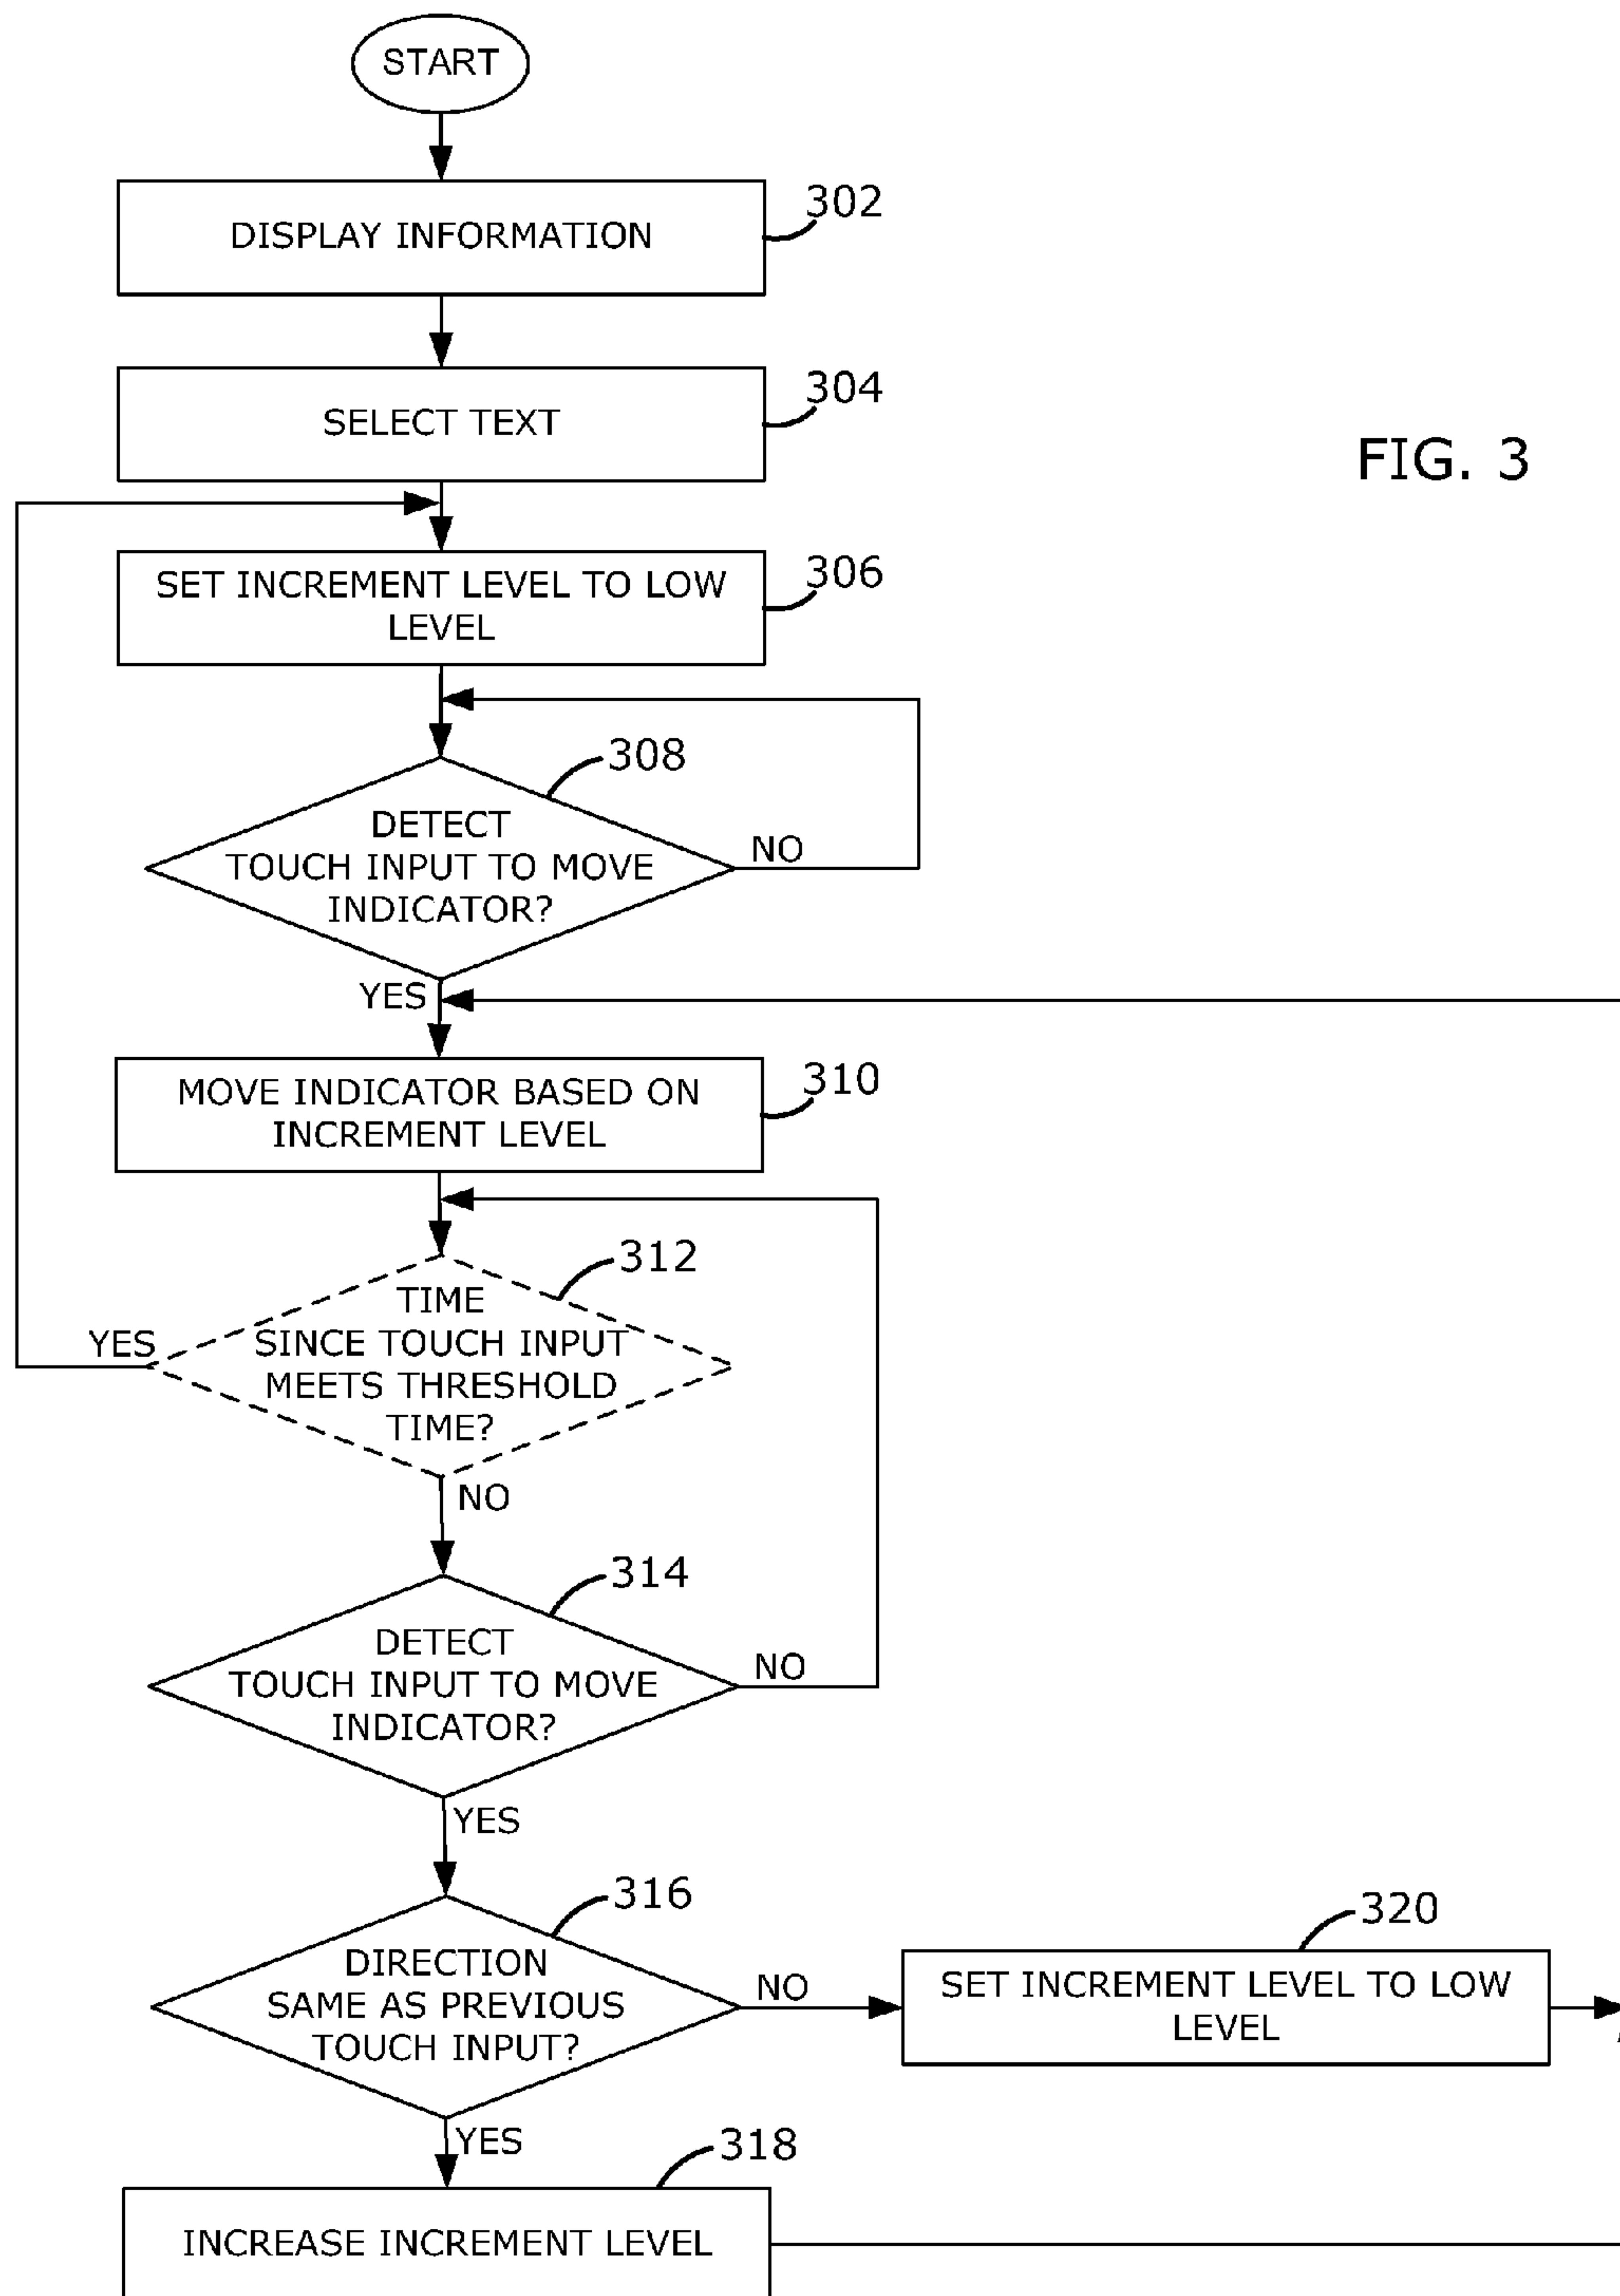 START
302
DISPLAY INFORMATION
304
SELECT TEXT
FIG. 3
306
SET INCREMENT LEVEL TO LOW
LEVEL
308
DETECT
TOUCH INPUT TO MOVE
INDICATOR?
NO
YES
310
MOVE INDICATOR BASED ON
INCREMENT LEVEL
312
TIME
SINCE TOUCH INPUT
MEETS THRESHOLD
TIME?
YES
NO
314
DETECT
TOUCH INPUT TO MOVE
INDICATOR?
NO
YES
316
DIRECTION
SAME AS PREVIOUS
TOUCH INPUT?
NO
320
SET INCREMENT LEVEL TO LOW
LEVEL
YES
318
INCREASE INCREMENT LEVEL